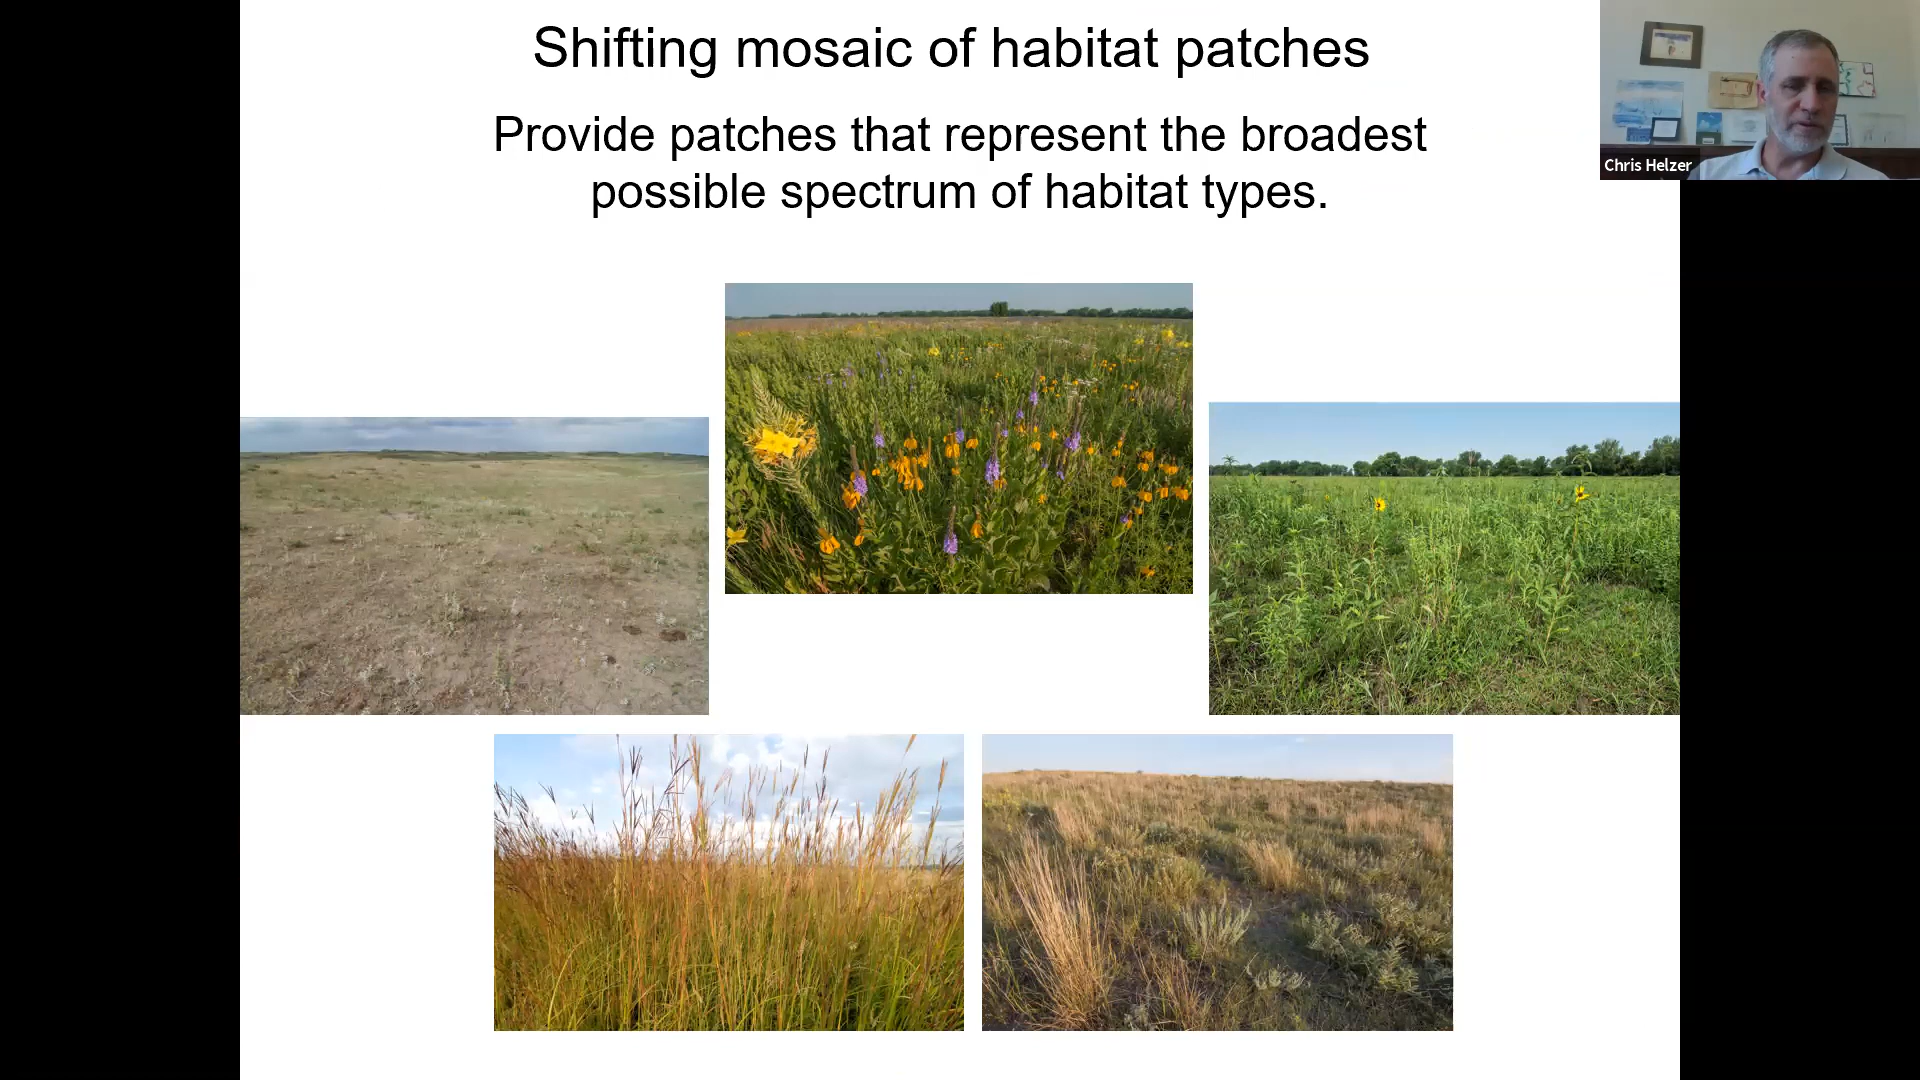 Shifting mosaic of habitat patches
Provide patches that represent the broadest
possible spectrum of habitat types.
Chris Helzer